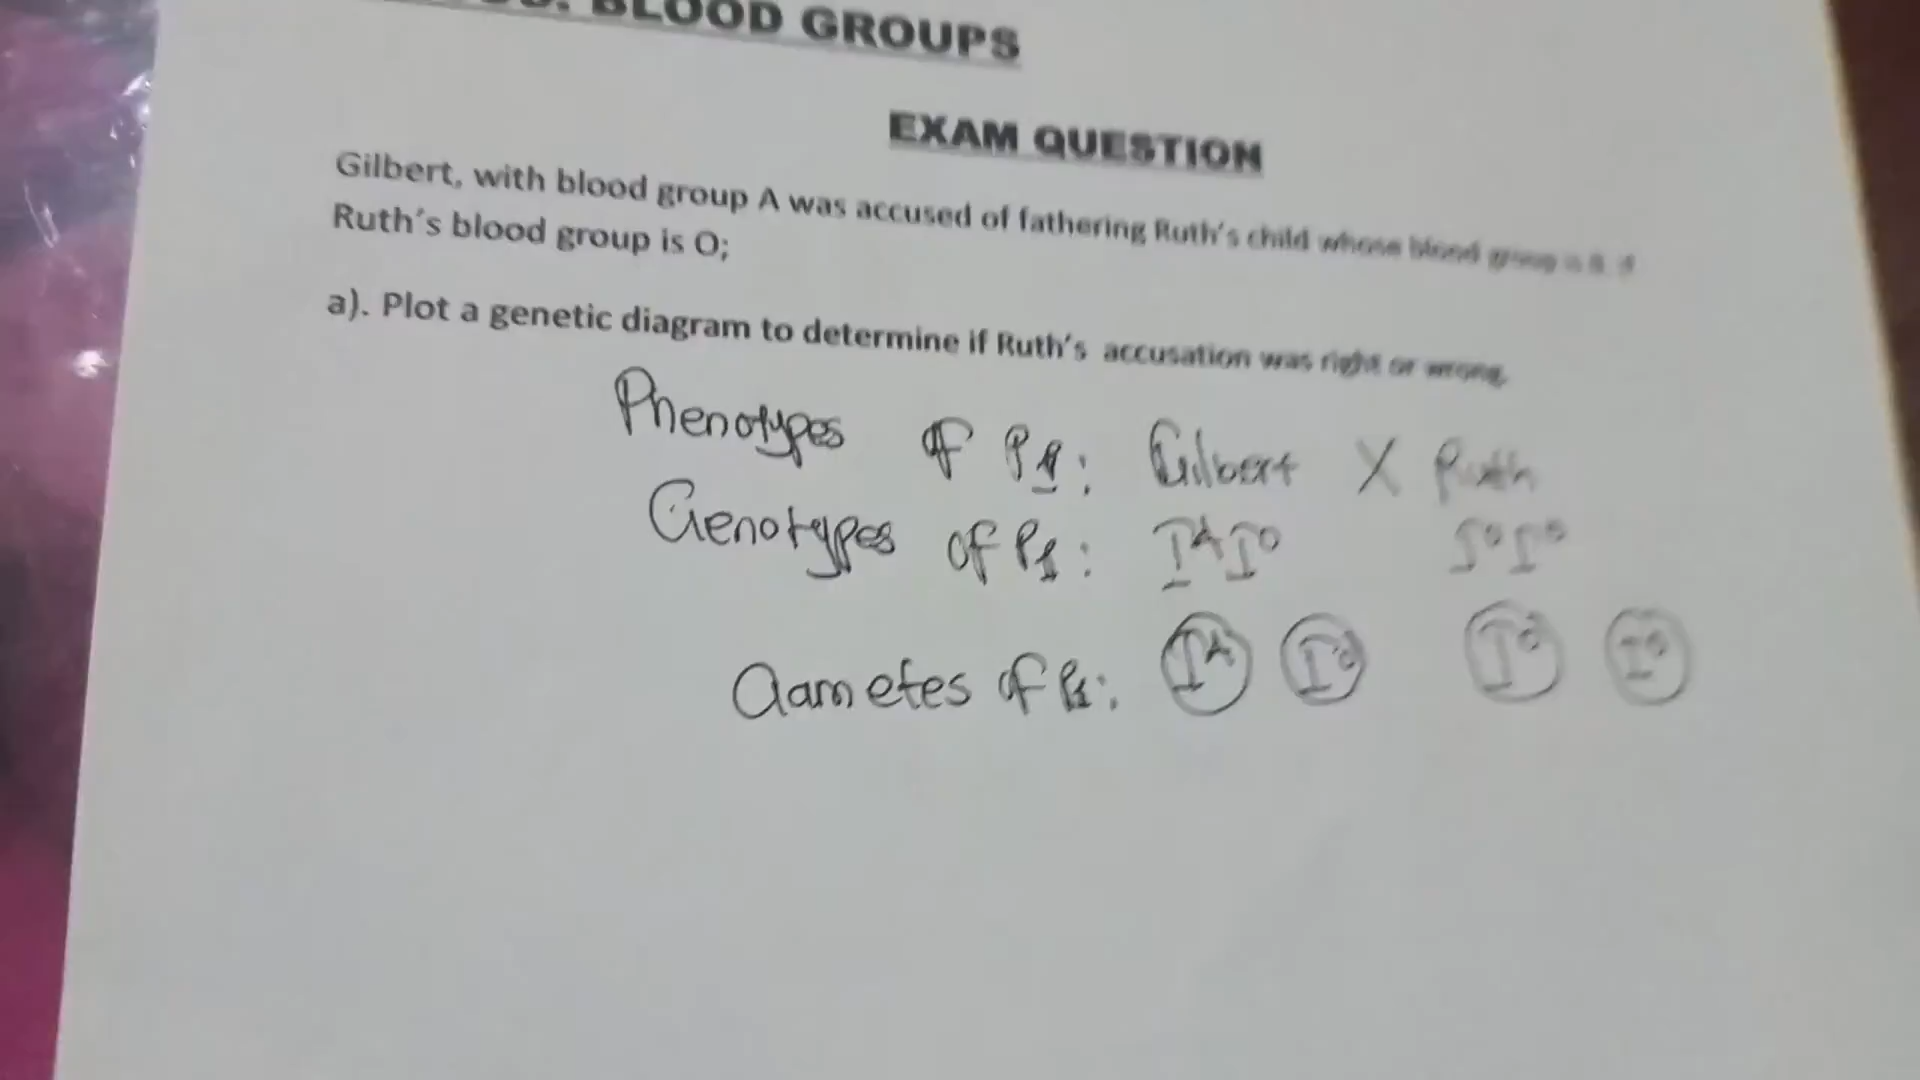 BLOOD GROUPS
EXAM QUESTION
Gilbert, with blood group A was accused of fathering Ruth's child whose blood group is B. If
Ruth's blood group is O;
a). Plot a genetic diagram to determine if Ruth's accusation was right or wrong.
Phenotypes of P1: Gilbert X Ruth
Genotypes of P1: IᴬIᴼ IᴼIᴼ
Gametes of P1: Iᴬ Iᴼ Iᴼ Iᴼ